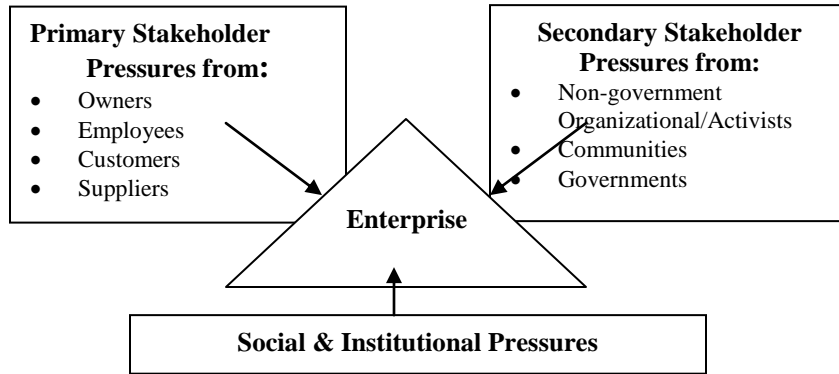 Primary Stakeholder
Pressures from:
• Owners
• Employees
• Customers
• Suppliers
Secondary Stakeholder
Pressures from:
• Non-government
Organizational/Activists
• Communities
• Governments
Enterprise
Social & Institutional Pressures